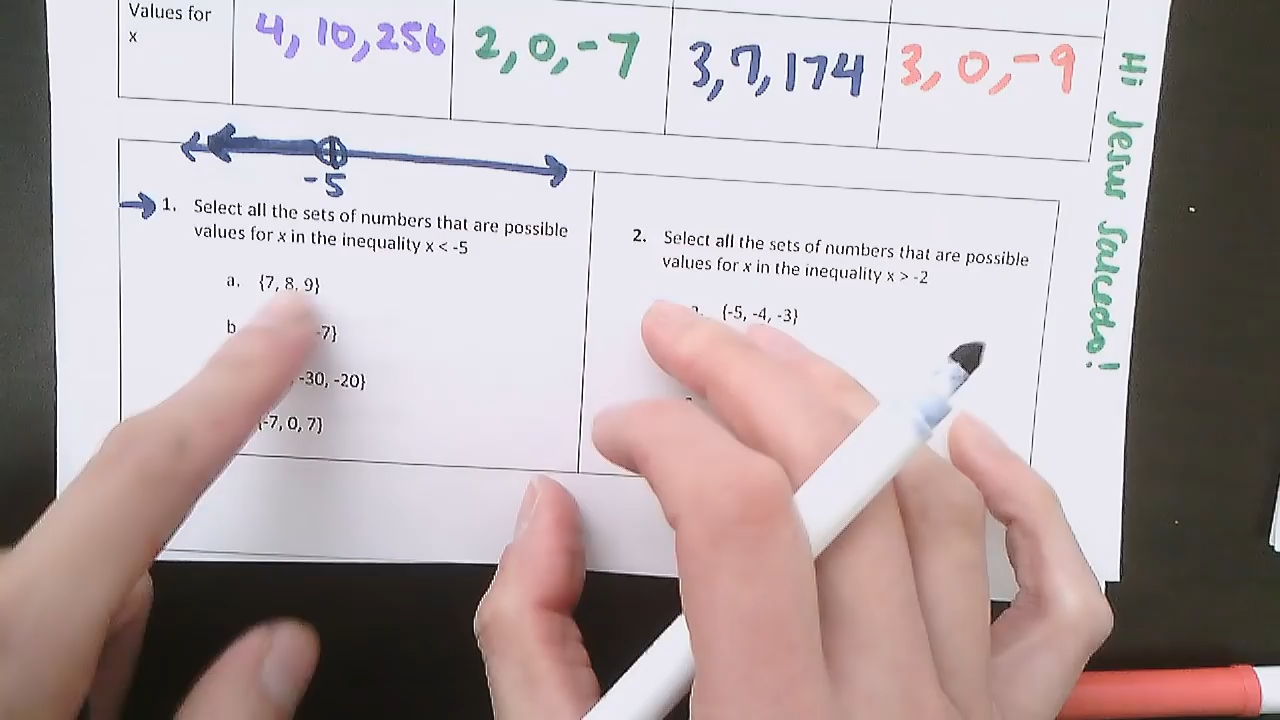 Values for
x
4, 10, 256
2, 0, -7
3, 7, 174
3, 0, -9
-5
1. Select all the sets of numbers that are possible
values for x in the inequality x < -5
a. {7, 8, 9}
b -7}
-30, -20}
-7, 0, 7}
2. Select all the sets of numbers that are possible
values for x in the inequality x > -2
{-5, -4, -3}
Hi Jesus Salcedo!